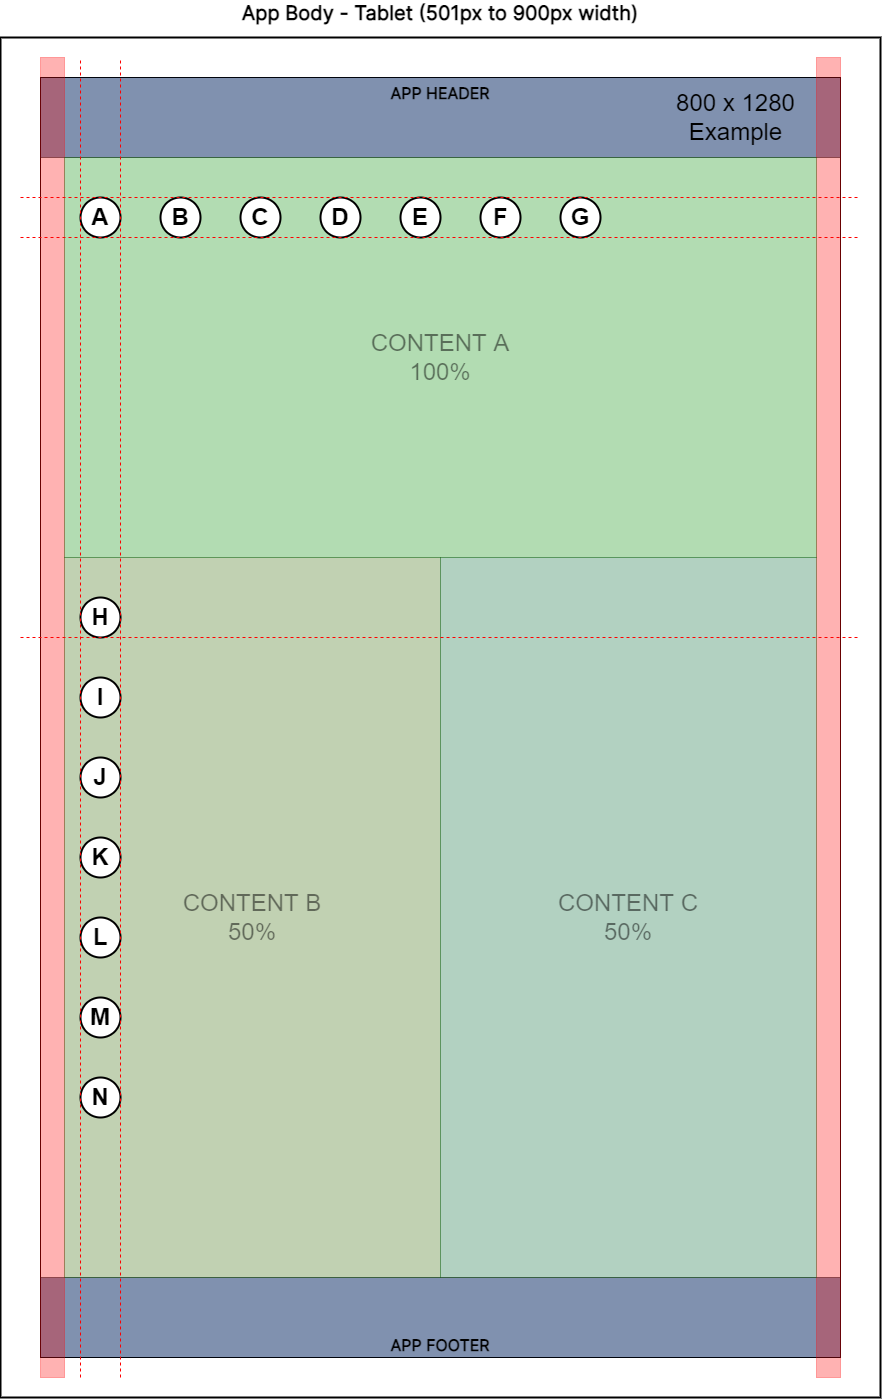 App Body - Tablet (501px to 900px width)
APP HEADER
800 x 1280
Example
A B C D E F G
CONTENT A
100%
H
I
J
K
L
M
N
CONTENT B
50%
CONTENT C
50%
APP FOOTER